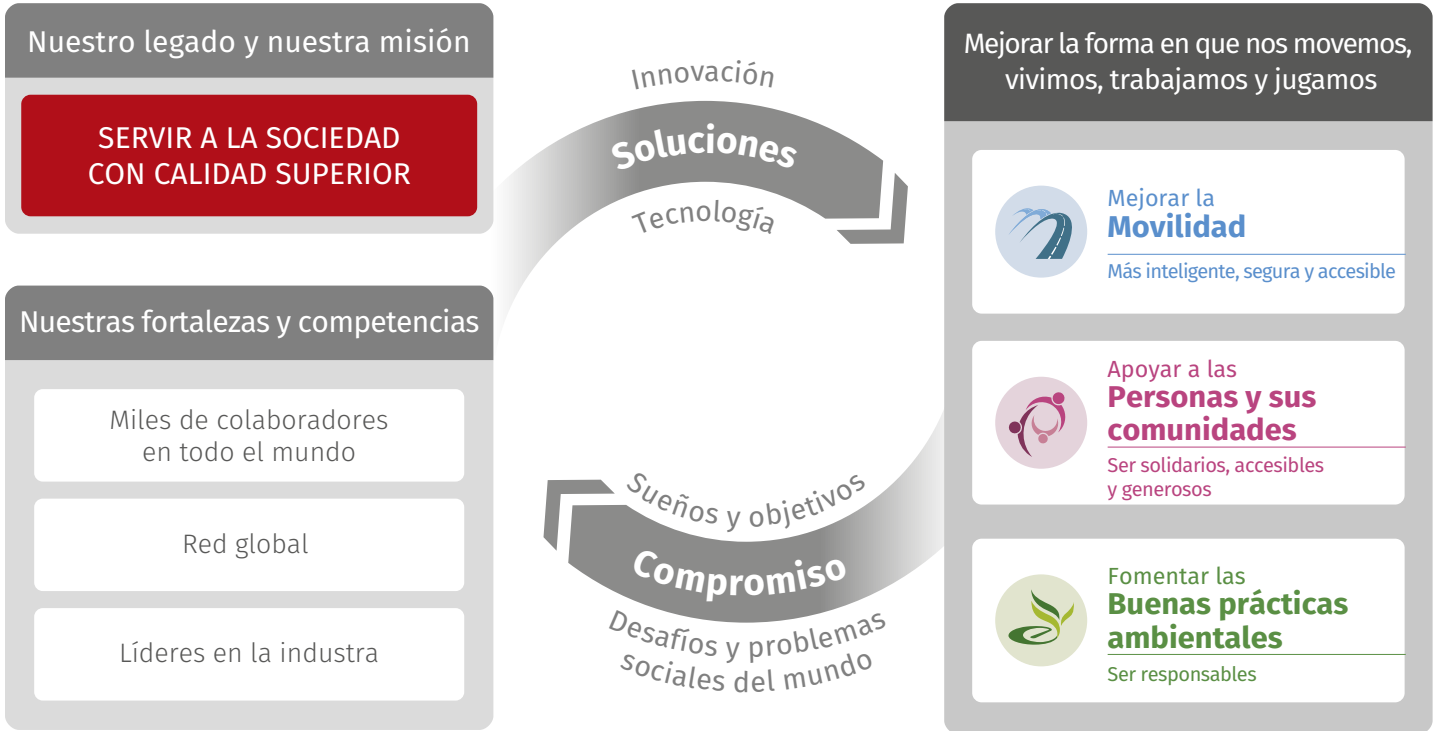 Nuestro legado y nuestra misión
SERVIR A LA SOCIEDAD
CON CALIDAD SUPERIOR
Nuestras fortalezas y competencias
Miles de colaboradores
en todo el mundo
Red global
Líderes en la industra
Innovación
Soluciones
Tecnología
Sueños y objetivos
Compromiso
Desafíos y problemas
sociales del mundo
Mejorar la forma en que nos movemos,
vivimos, trabajamos y jugamos
Mejorar la
Movilidad
Más inteligente, segura y accesible
Apoyar a las
Personas y sus
comunidades
Ser solidarios, accesibles
y generosos
Fomentar las
Buenas prácticas
ambientales
Ser responsables